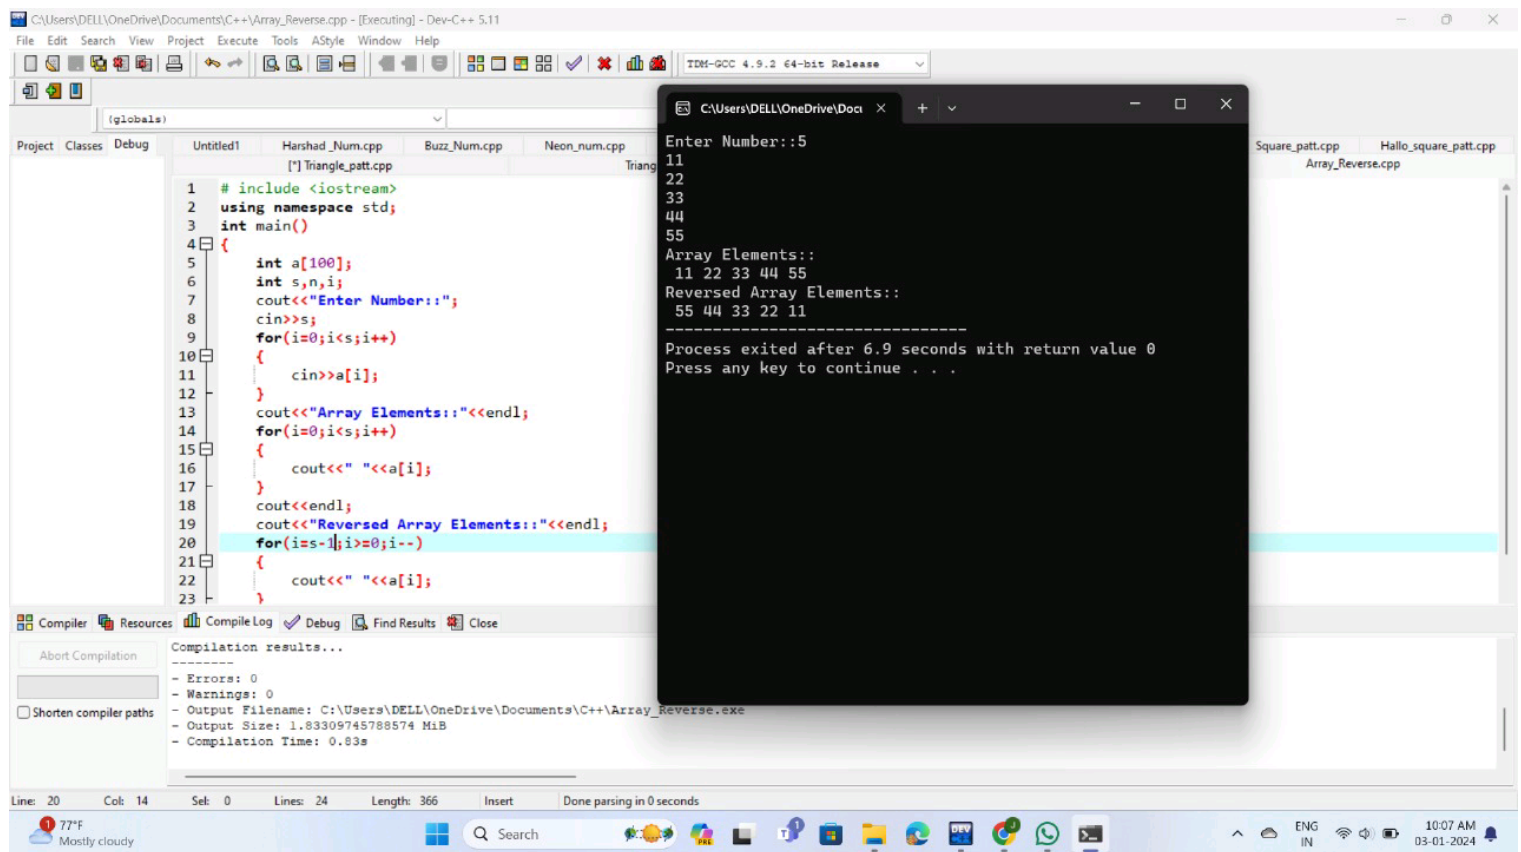 C:\Users\DELL\OneDrive\Documents\C++\Array_Reverse.cpp - [Executing] - Dev-C++ 5.11
File Edit Search View Project Execute Tools AStyle Window Help
TDM-GCC 4.9.2 64-bit Release
(globals)
Project Classes Debug
Untitled1 Harshad_Num.cpp Buzz_Num.cpp Neon_num.cpp Square_patt.cpp Hallo_square_patt.cpp
[*] Triangle_patt.cpp Triang Array_Reverse.cpp
1 # include <iostream>
2 using namespace std;
3 int main()
4 {
5 int a[100];
6 int s,n,i;
7 cout<<"Enter Number::";
8 cin>>s;
9 for(i=0;i<s;i++)
10 {
11 cin>>a[i];
12 }
13 cout<<"Array Elements::"<<endl;
14 for(i=0;i<s;i++)
15 {
16 cout<<" "<<a[i];
17 }
18 cout<<endl;
19 cout<<"Reversed Array Elements::"<<endl;
20 for(i=s-1;i>=0;i--)
21 {
22 cout<<" "<<a[i];
23 }
C:\Users\DELL\OneDrive\Docu
Enter Number::5
11
22
33
44
55
Array Elements::
11 22 33 44 55
Reversed Array Elements::
55 44 33 22 11
--------------------------------
Process exited after 6.9 seconds with return value 0
Press any key to continue . . .
Compiler Resources Compile Log Debug Find Results Close
Abort Compilation
Shorten compiler paths
Compilation results...
--------
- Errors: 0
- Warnings: 0
- Output Filename: C:\Users\DELL\OneDrive\Documents\C++\Array_Reverse.exe
- Output Size: 1.83309745788574 MiB
- Compilation Time: 0.83s
Line: 20 Col: 14 Sel: 0 Lines: 24 Length: 366 Insert Done parsing in 0 seconds
1 77°F
Mostly cloudy
Search
PRE
DEV
ENG
IN
10:07 AM
03-01-2024